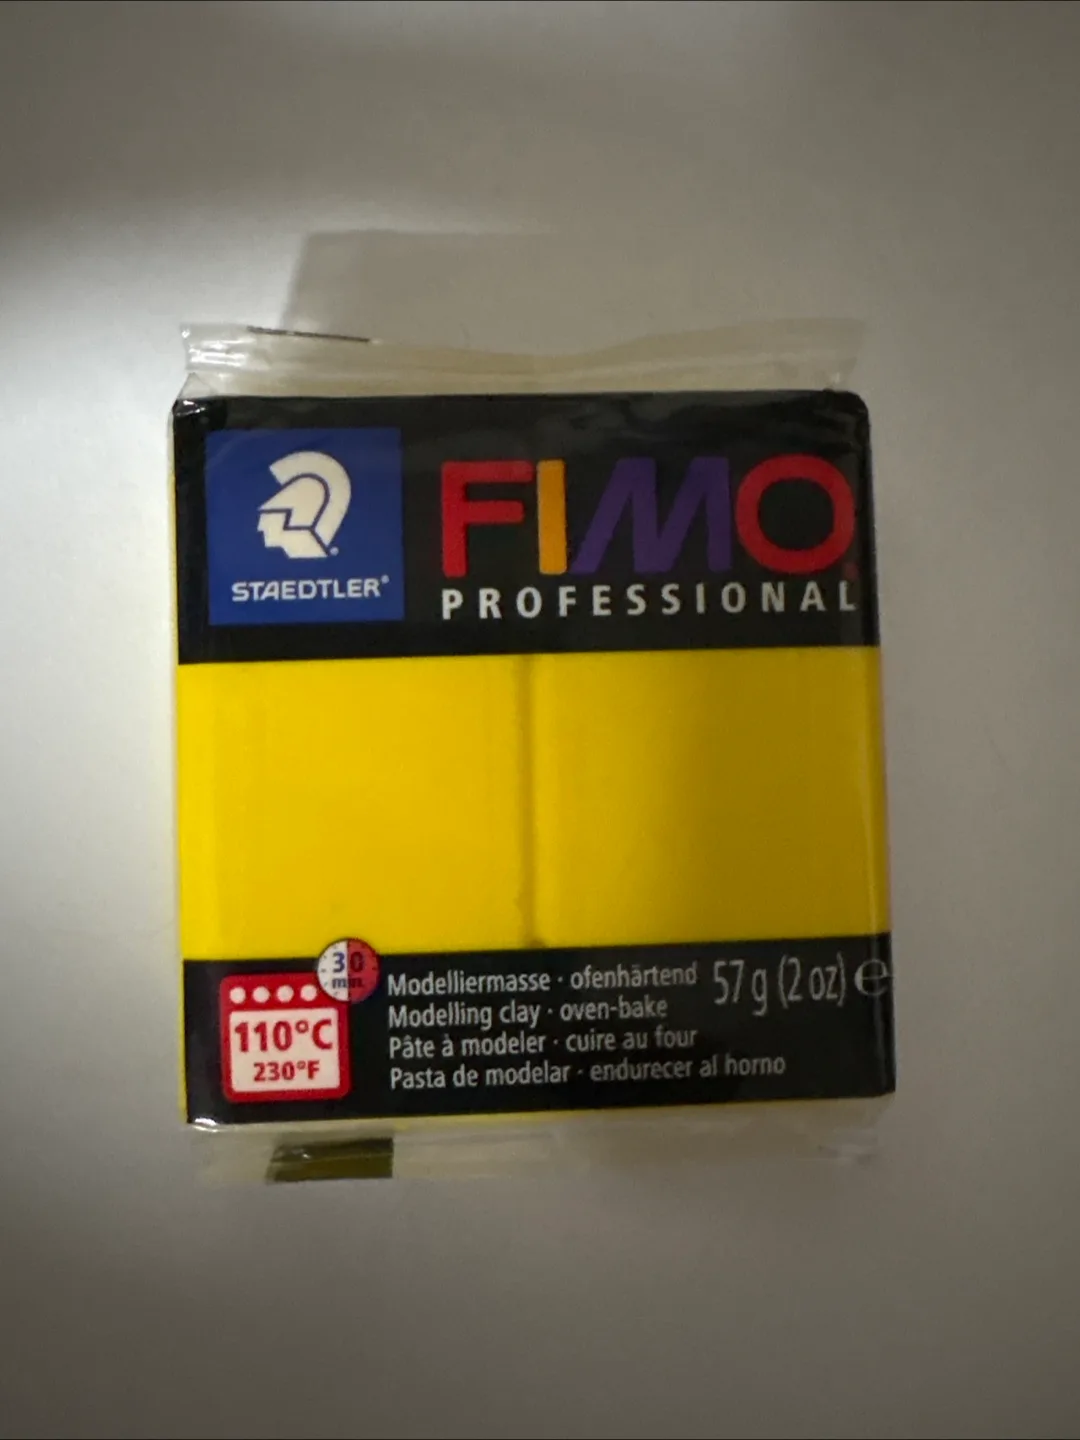 STAEDTLER®
FIMO
PROFESSIONAL
30
min.
110°C
230°F
Modelliermasse · ofenhärtend
57 g (2 oz) ℮
Modelling clay · oven-bake
Pâte à modeler · cuire au four
Pasta de modelar · endurecer al horno